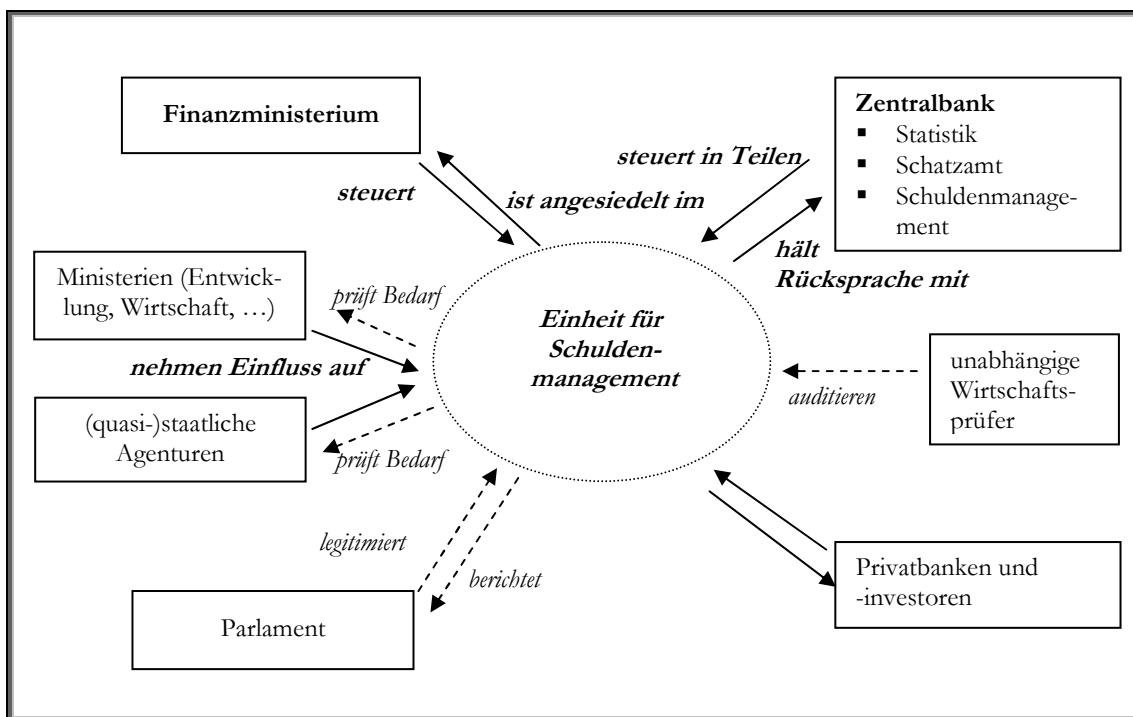 Finanzministerium
Zentralbank
▪ Statistik
▪ Schatzamt
▪ Schuldenmanage-
ment
steuert in Teilen
steuert
ist angesiedelt im
hält
Rücksprache mit
Ministerien (Entwick-
lung, Wirtschaft, …)
prüft Bedarf
nehmen Einfluss auf
Einheit für
Schulden-
management
(quasi-)staatliche
Agenturen
prüft Bedarf
auditieren
unabhängige
Wirtschafts-
prüfer
legitimiert
berichtet
Parlament
Privatbanken und
-investoren